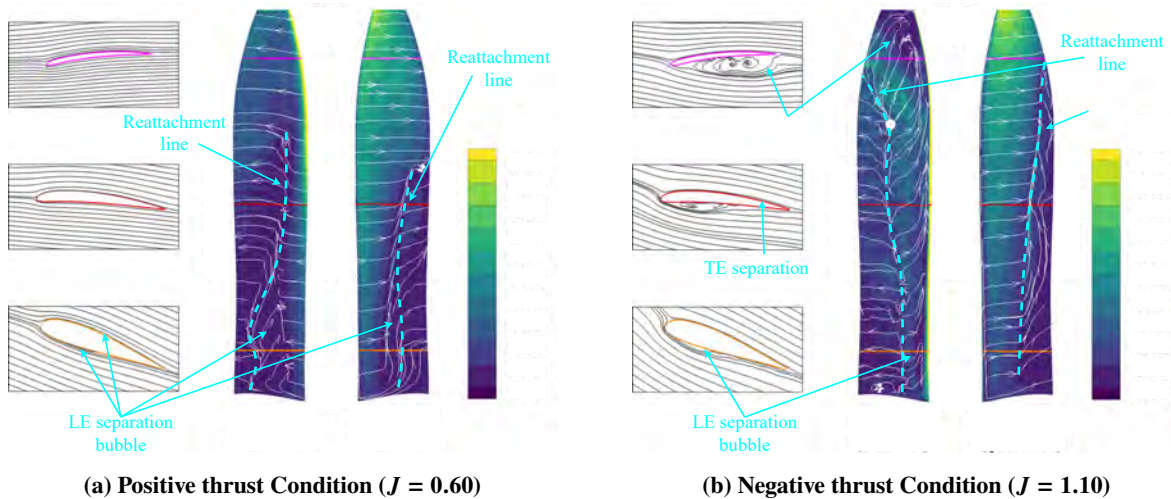 Reattachment
line
Reattachment
line
LE separation
bubble
(a) Positive thrust Condition (J = 0.60)
Reattachment
line
TE separation
LE separation
bubble
(b) Negative thrust Condition (J = 1.10)